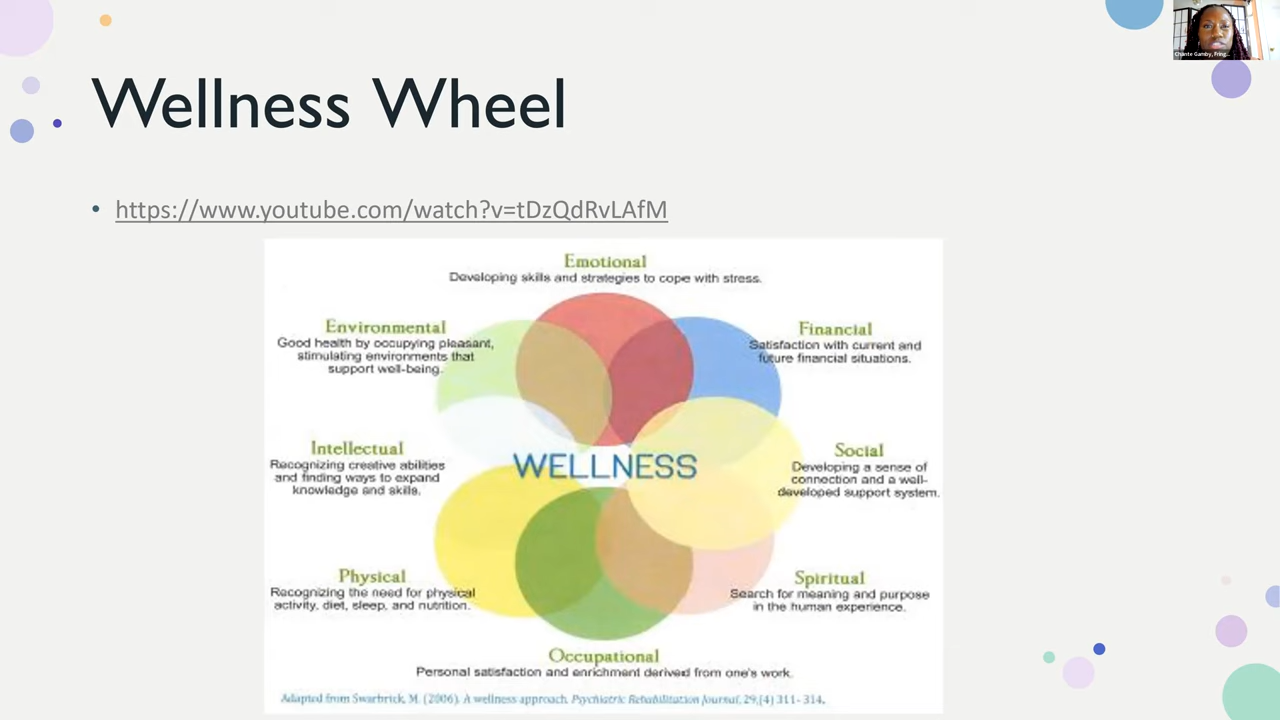 Chante Gamby, Fring...
Wellness Wheel
• https://www.youtube.com/watch?v=tDzQdRvLAfM
Emotional
Developing skills and strategies to cope with stress.
Environmental
Good health by occupying pleasant,
stimulating environments that
support well-being.
Financial
Satisfaction with current and
future financial situations.
Intellectual
Recognizing creative abilities
and finding ways to expand
knowledge and skills.
WELLNESS
Social
Developing a sense of
connection and a well-
developed support system.
Physical
Recognizing the need for physical
activity, diet, sleep, and nutrition.
Spiritual
Search for meaning and purpose
in the human experience.
Occupational
Personal satisfaction and enrichment derived from one's work.
Adapted from Swarbrick, M. (2006). A wellness approach. Psychiatric Rehabilitation Journal, 29,(4) 311- 314.